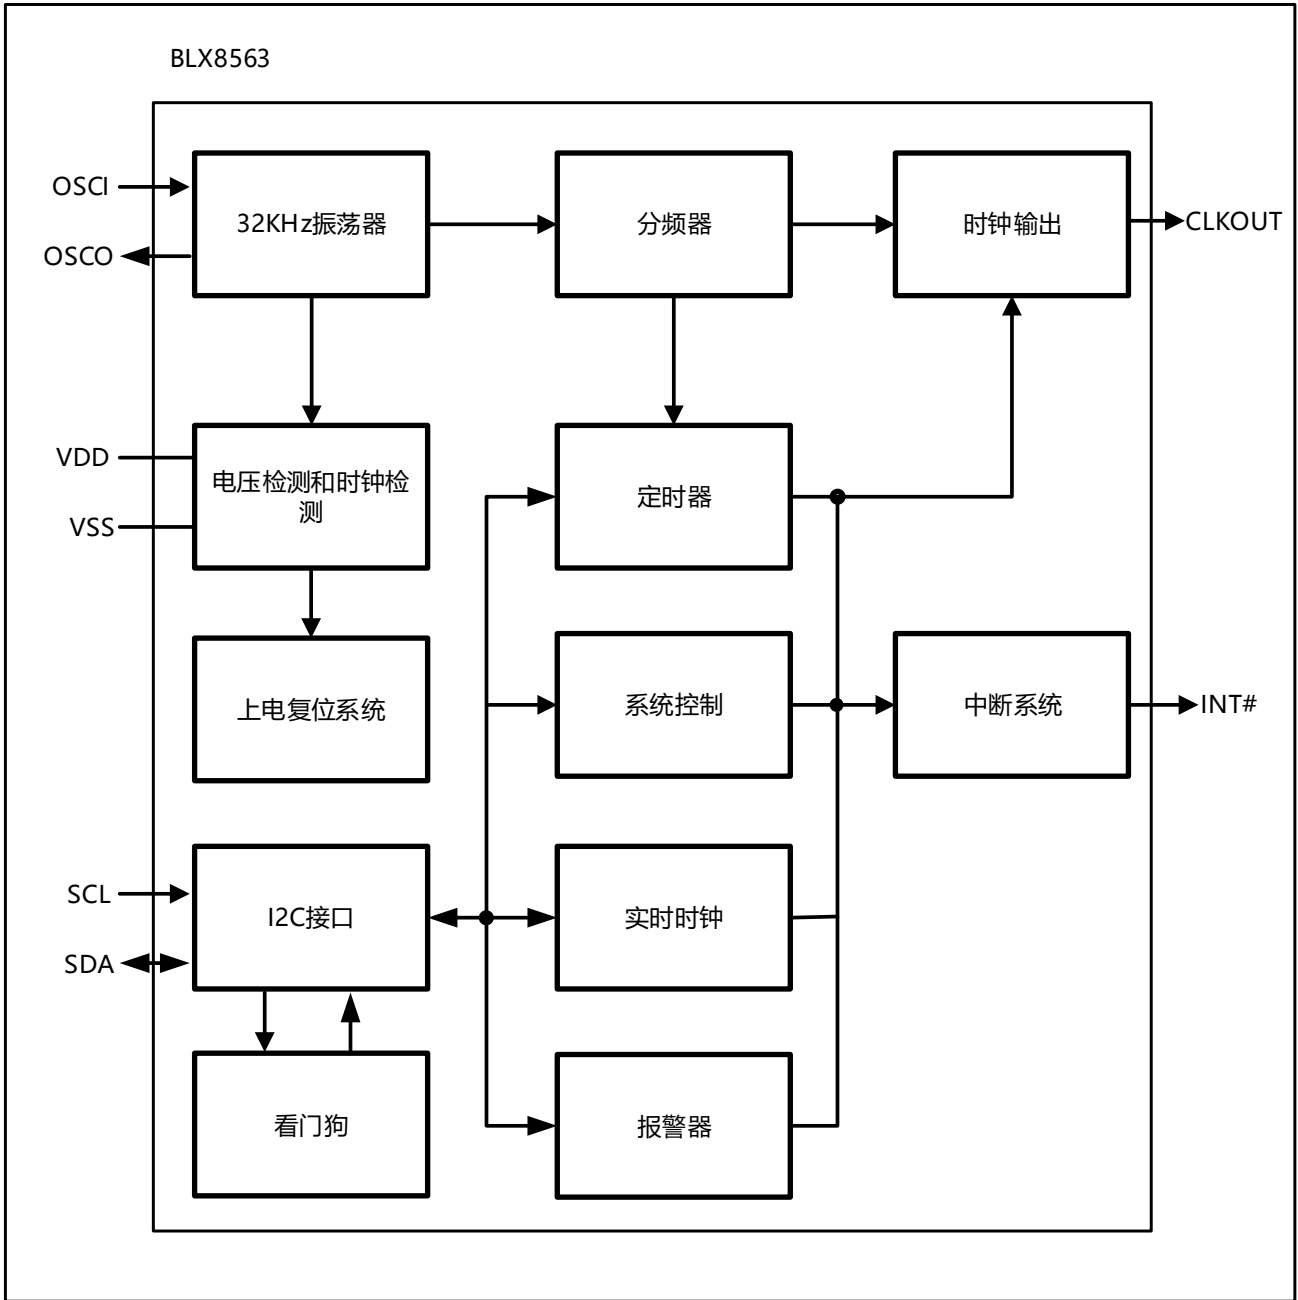 BLX8563
OSCI
32KHz振荡器
分频器
时钟输出
CLKOUT
OSCO
VDD
电压检测和时钟检
测
定时器
VSS
上电复位系统
系统控制
中断系统
INT#
SCL
I2C接口
实时时钟
SDA
看门狗
报警器